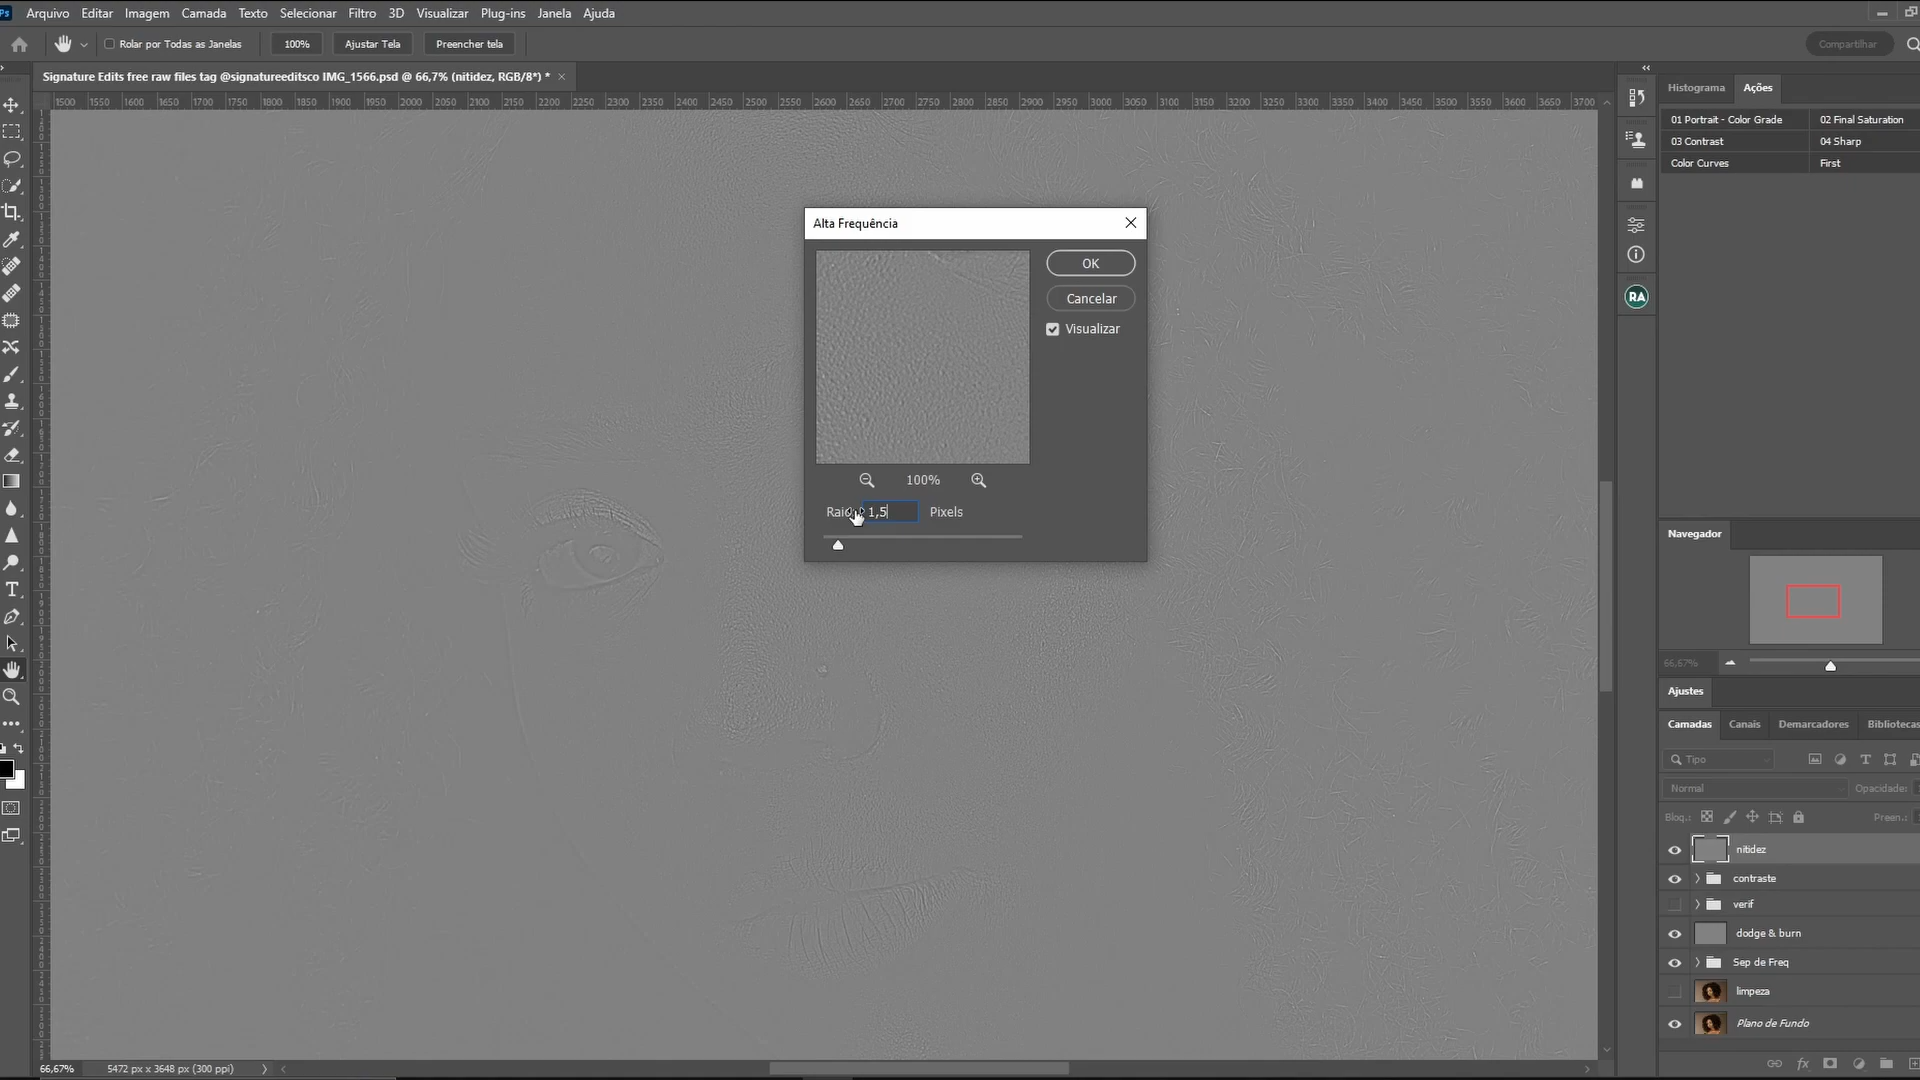 Ps Arquivo Editar Imagem Camada Texto Selecionar Filtro 3D Visualizar Plug-ins Janela Ajuda
Rolar por Todas as Janelas 100% Ajustar Tela Preencher tela Compartilhar
Signature Edits free raw files tag @signatureeditsco IMG_1566.psd @ 66,7% (nitidez, RGB/8*) * ×
1500 1550 1600 1650 1700 1750 1800 1850 1900 1950 2000 2050 2100 2150 2200 2250 2300 2350 2400 2450 2500 2550 2600 2650 2700 2750 2800 2850 2900 2950 3000 3050 3100 3150 3200 3250 3300 3350 3400 3450 3500 3550 3600 3650 3700
Histograma Ações
01 Portrait - Color Grade 02 Final Saturation
03 Contrast 04 Sharp
Color Curves First
Alta Frequência
OK
Cancelar
Visualizar
100%
1,5 Pixels
RA
Navegador
66,67%
Ajustes
Camadas Canais Demarcadores Bibliotecas
Tipo
Normal Opacidade:
Bloq.: Preen.:
nitidez
contraste
verif
dodge & burn
Sep de Freq
limpeza
Plano de Fundo
fx
66,67% 5472 px x 3648 px (300 ppi)